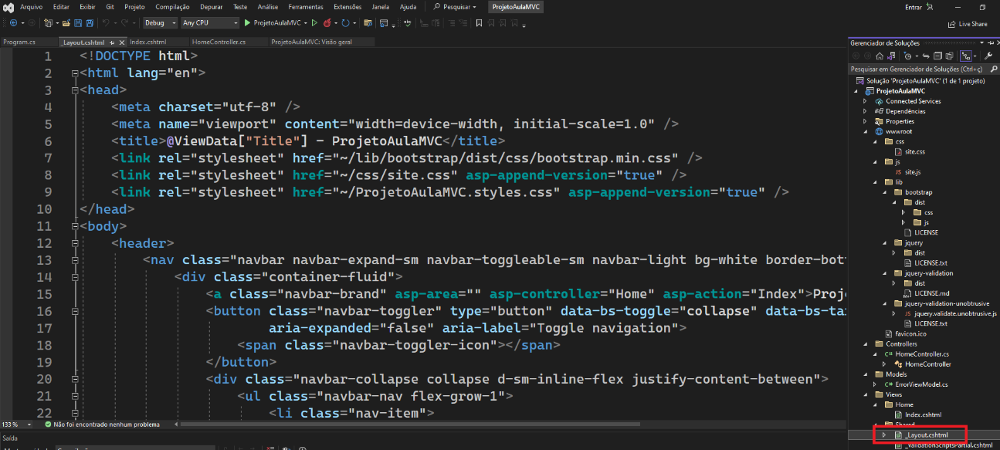 Arquivo Editar Exibir Git Projeto Compilação Depurar Teste Análise Ferramentas Extensões Janela Ajuda Pesquisar ProjetoAulaMVC Entrar
Debug Any CPU ProjetoAulaMVC Live Share
Program.cs _Layout.cshtml Index.cshtml HomeController.cs ProjetoAulaMVC: Visão geral
1 <!DOCTYPE html>
2 <html lang="en">
3 <head>
4 <meta charset="utf-8" />
5 <meta name="viewport" content="width=device-width, initial-scale=1.0" />
6 <title>@ViewData["Title"] - ProjetoAulaMVC</title>
7 <link rel="stylesheet" href="~/lib/bootstrap/dist/css/bootstrap.min.css" />
8 <link rel="stylesheet" href="~/css/site.css" asp-append-version="true" />
9 <link rel="stylesheet" href="~/ProjetoAulaMVC.styles.css" asp-append-version="true" />
10 </head>
11 <body>
12 <header>
13 <nav class="navbar navbar-expand-sm navbar-toggleable-sm navbar-light bg-white border-bott
14 <div class="container-fluid">
15 <a class="navbar-brand" asp-area="" asp-controller="Home" asp-action="Index">Proj
16 <button class="navbar-toggler" type="button" data-bs-toggle="collapse" data-bs-tar
17 aria-expanded="false" aria-label="Toggle navigation">
18 <span class="navbar-toggler-icon"></span>
19 </button>
20 <div class="navbar-collapse collapse d-sm-inline-flex justify-content-between">
21 <ul class="navbar-nav flex-grow-1">
22 <li class="nav-item">
133 % Não foi encontrado nenhum problema
Saída
Gerenciador de Soluções
Pesquisar em Gerenciador de Soluções (Ctrl+ç)
Solução 'ProjetoAulaMVC' (1 de 1 projeto)
ProjetoAulaMVC
Connected Services
Dependências
Properties
wwwroot
css
site.css
js
JS site.js
lib
bootstrap
dist
css
js
LICENSE
jquery
dist
LICENSE.txt
jquery-validation
dist
LICENSE.md
jquery-validation-unobtrusive
JS jquery.validate.unobtrusive.js
LICENSE.txt
favicon.ico
Controllers
C# HomeController.cs
HomeController
Models
C# ErrorViewModel.cs
Views
Home
Index.cshtml
Shared
_Layout.cshtml
_ValidationScriptsPartial.cshtml